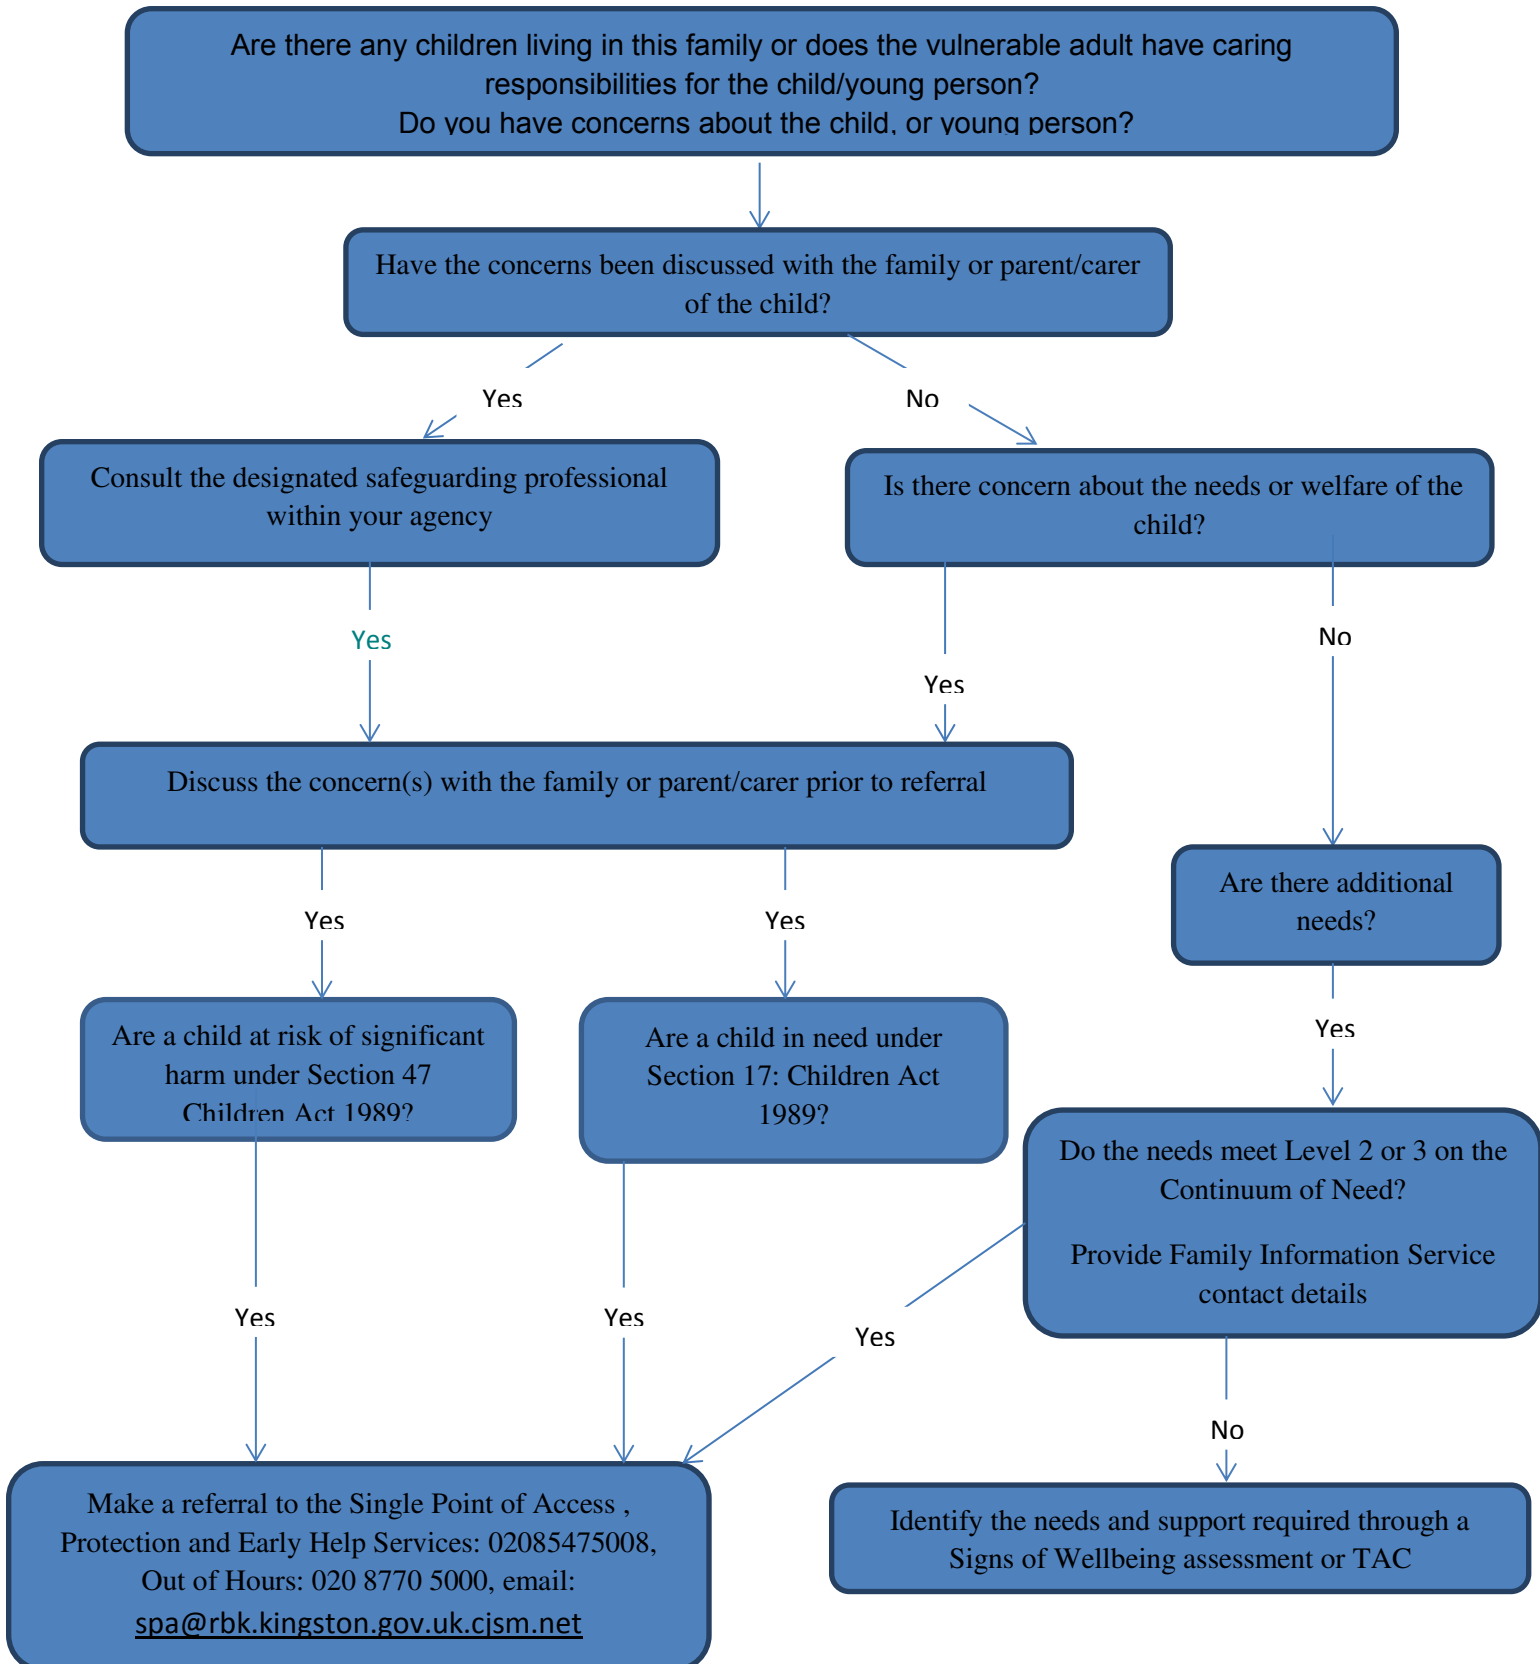 Are there any children living in this family or does the vulnerable adult have caring
responsibilities for the child/young person?
Do you have concerns about the child, or young person?
Have the concerns been discussed with the family or parent/carer
of the child?
Yes
No
Consult the designated safeguarding professional
within your agency
Is there concern about the needs or welfare of the
child?
Yes
No
Yes
Discuss the concern(s) with the family or parent/carer prior to referral
Are there additional
needs?
Yes
Yes
Yes
Are a child at risk of significant
harm under Section 47
Children Act 1989?
Are a child in need under
Section 17: Children Act
1989?
Do the needs meet Level 2 or 3 on the
Continuum of Need?
Provide Family Information Service
contact details
Yes
Yes
Yes
No
Make a referral to the Single Point of Access ,
Protection and Early Help Services: 02085475008,
Out of Hours: 020 8770 5000, email:
spa@rbk.kingston.gov.uk.cjsm.net
Identify the needs and support required through a
Signs of Wellbeing assessment or TAC